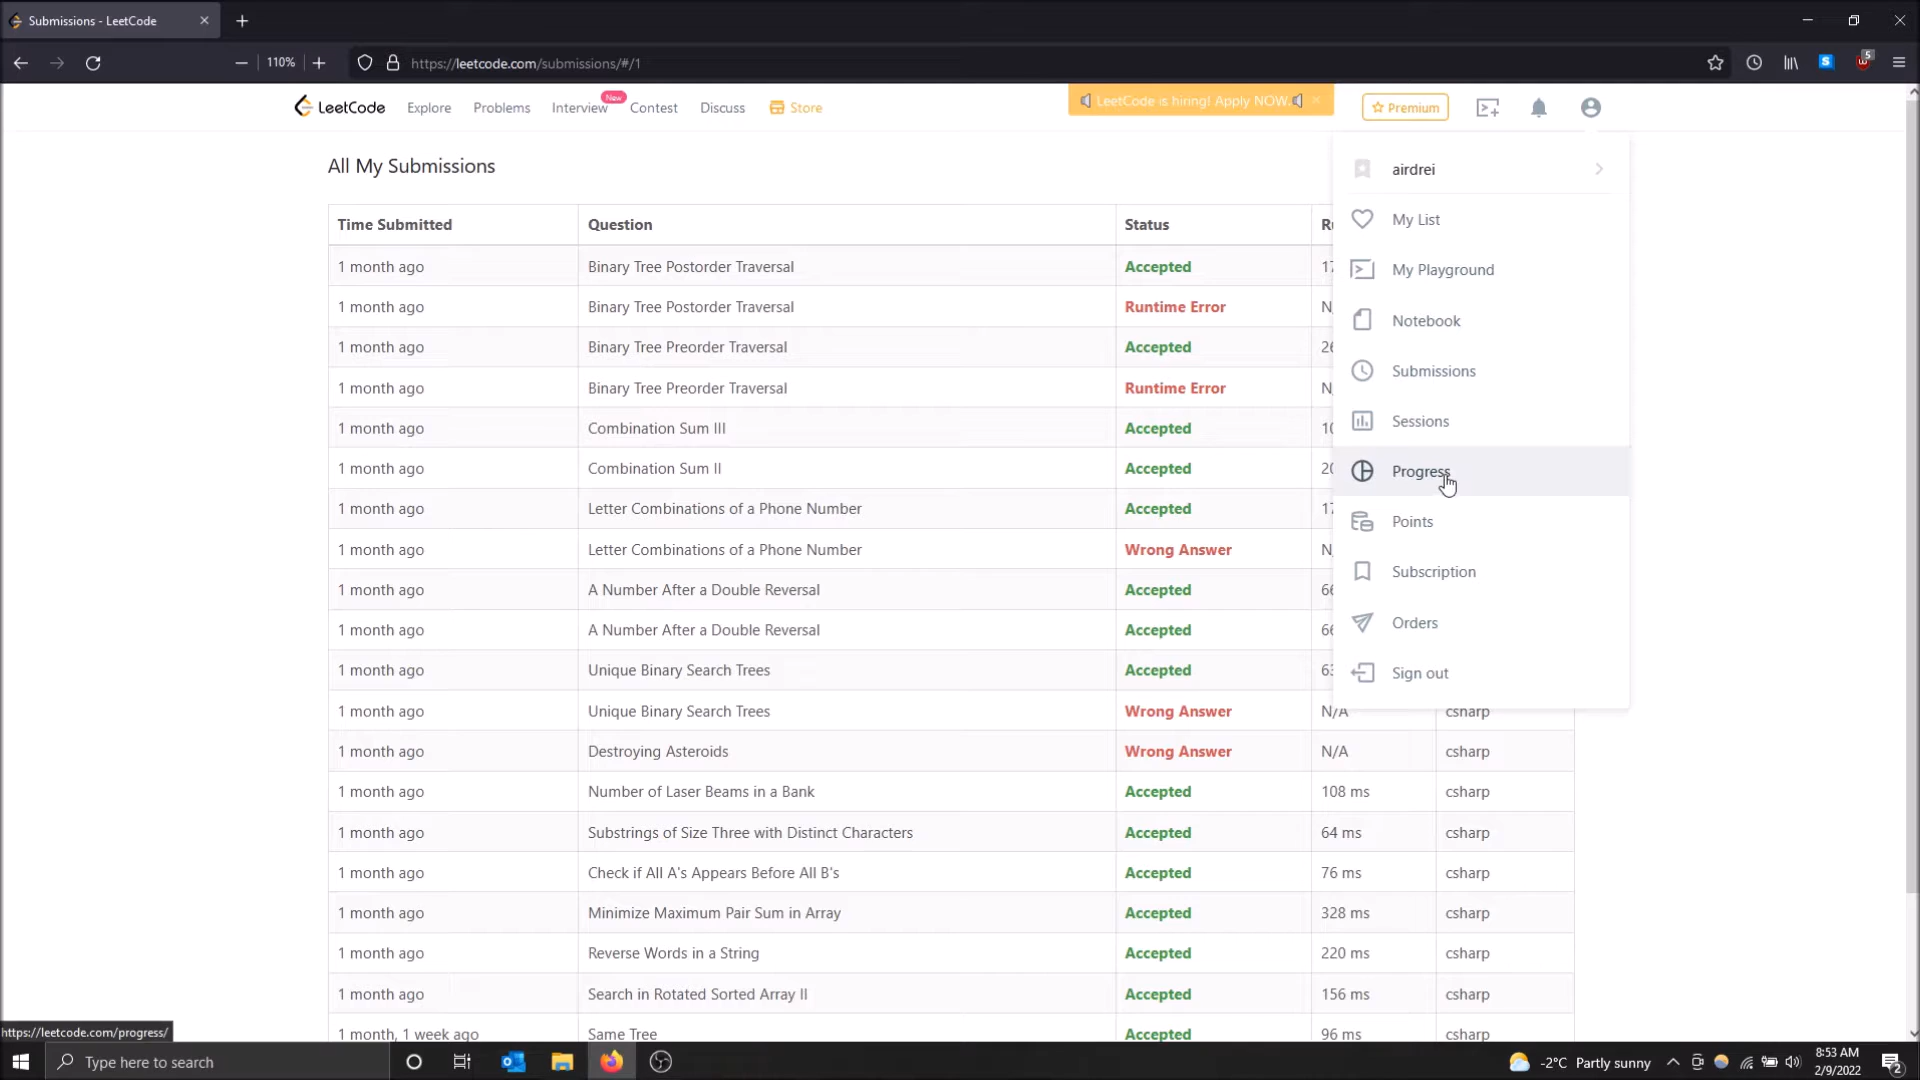 Submissions - LeetCode
110%
https://leetcode.com/submissions/#/1
5
LeetCode
Explore
Problems
Interview
New
Contest
Discuss
Store
LeetCode is hiring! Apply NOW.
Premium
All My Submissions
airdrei
My List
My Playground
Notebook
Submissions
Sessions
Progress
Points
Subscription
Orders
Sign out
Time Submitted Question Status
1 month ago Binary Tree Postorder Traversal Accepted
1 month ago Binary Tree Postorder Traversal Runtime Error
1 month ago Binary Tree Preorder Traversal Accepted
1 month ago Binary Tree Preorder Traversal Runtime Error
1 month ago Combination Sum III Accepted
1 month ago Combination Sum II Accepted
1 month ago Letter Combinations of a Phone Number Accepted
1 month ago Letter Combinations of a Phone Number Wrong Answer
1 month ago A Number After a Double Reversal Accepted
1 month ago A Number After a Double Reversal Accepted
1 month ago Unique Binary Search Trees Accepted
1 month ago Unique Binary Search Trees Wrong Answer N/A csharp
1 month ago Destroying Asteroids Wrong Answer N/A csharp
1 month ago Number of Laser Beams in a Bank Accepted 108 ms csharp
1 month ago Substrings of Size Three with Distinct Characters Accepted 64 ms csharp
1 month ago Check if All A's Appears Before All B's Accepted 76 ms csharp
1 month ago Minimize Maximum Pair Sum in Array Accepted 328 ms csharp
1 month ago Reverse Words in a String Accepted 220 ms csharp
1 month ago Search in Rotated Sorted Array II Accepted 156 ms csharp
1 month, 1 week ago Same Tree Accepted 96 ms csharp
https://leetcode.com/progress/
Type here to search
-2°C Partly sunny
8:53 AM
2/9/2022
2